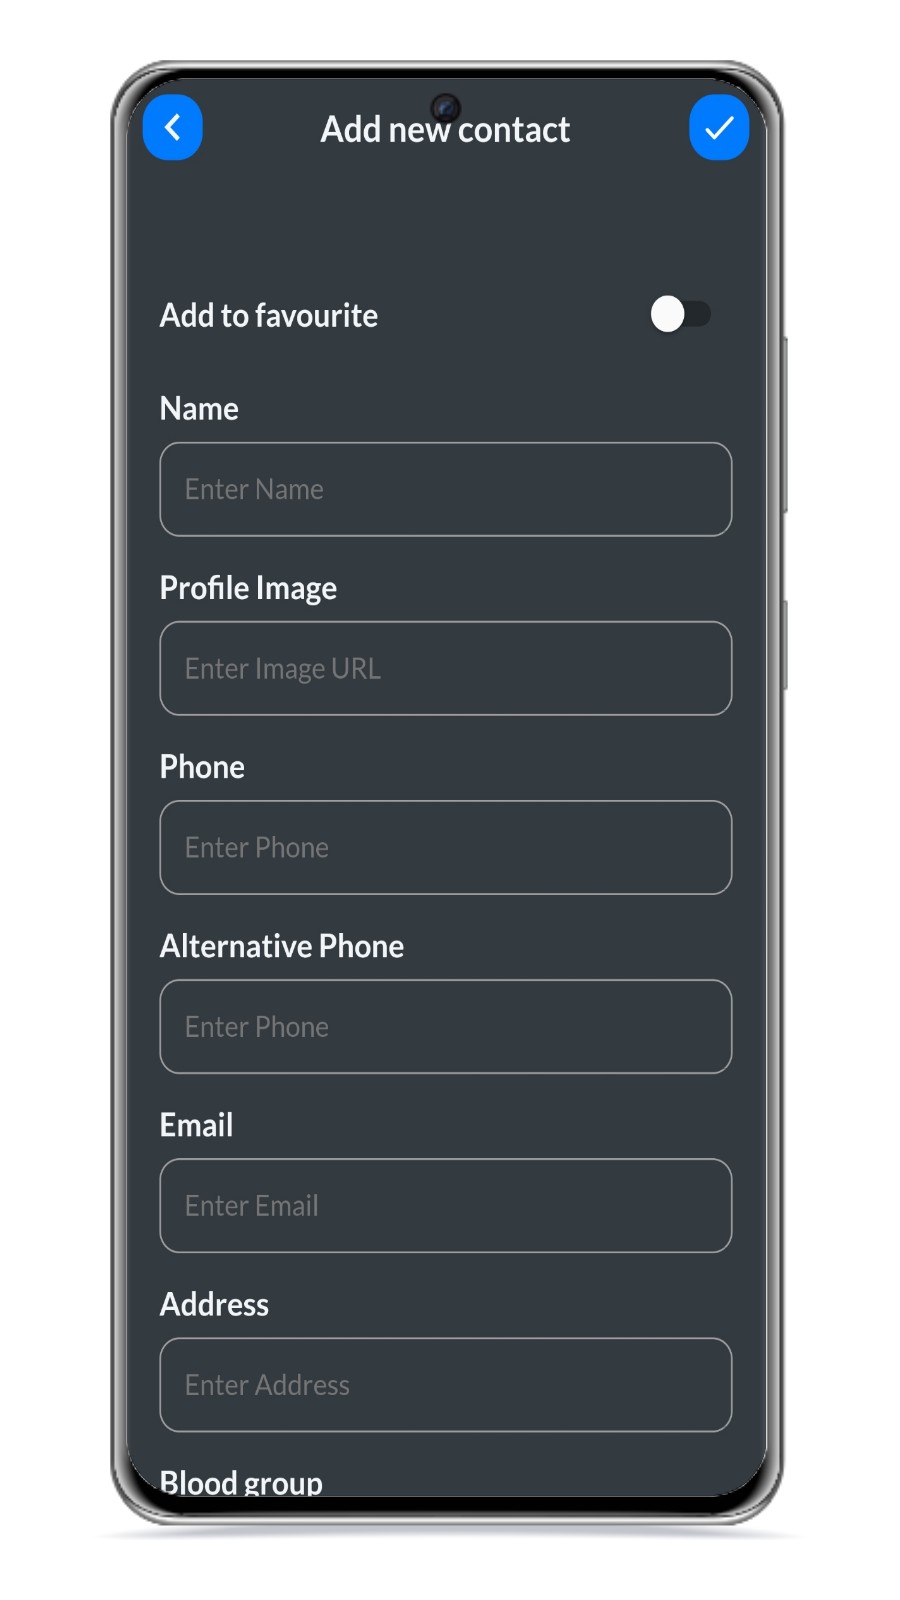 Add new contact
Add to favourite
Name
Enter Name
Profile Image
Enter Image URL
Phone
Enter Phone
Alternative Phone
Enter Phone
Email
Enter Email
Address
Enter Address
Blood group